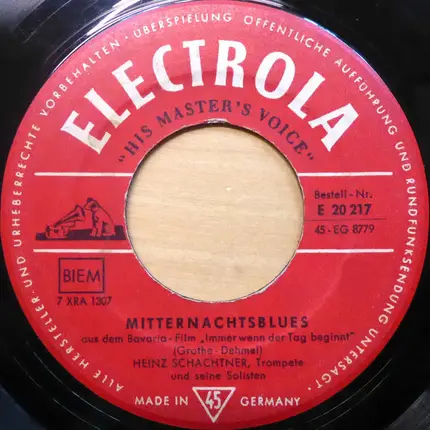 ALLE HERSTELLER- UND URHEBERRECHTE VORBEHALTEN · ÜBERSPIELUNG · ÖFFENTLICHE AUFFÜHRUNG UND RUNDFUNKSENDUNG UNTERSAGT.
ELECTROLA
"HIS MASTER'S VOICE"
Bestell-Nr.
E 20 217
45-EG 8779
BIEM
7 XRA 1307
MITTERNACHTSBLUES
aus dem Bavaria-Film „Immer wenn der Tag beginnt"
(Grothe-Dehmel)
HEINZ SCHACHTNER, Trompete
und seine Solisten
MADE IN 45 GERMANY